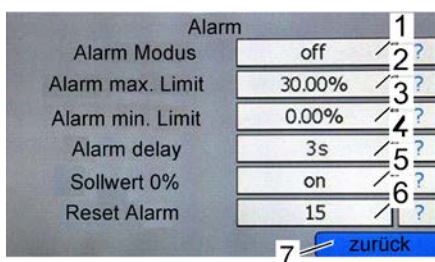 Alarm
1
Alarm Modus off ?
2
Alarm max. Limit 30.00% ?
3
Alarm min. Limit 0.00% ?
4
Alarm delay 3s ?
5
Sollwert 0% on ?
6
Reset Alarm 15 ?
7 zurück